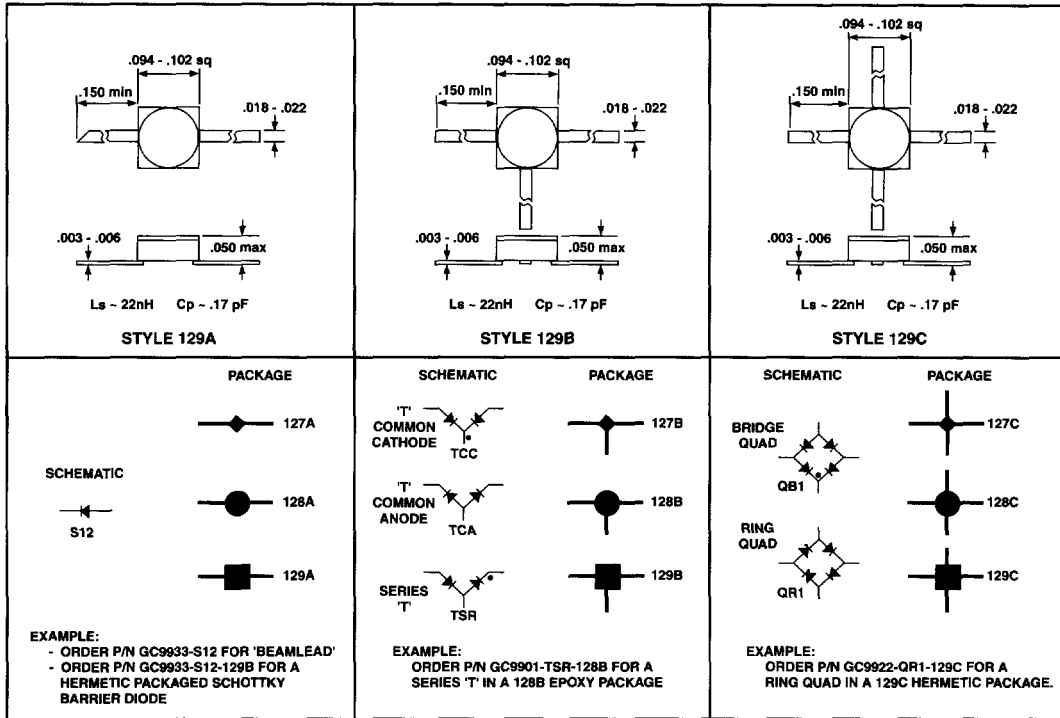 .094 - .102 sq
.150 min
.018 - .022
.003 - .006
.050 max
Ls ~ 22nH Cp ~ .17 pF
STYLE 129A
.094 - .102 sq
.150 min
.018 - .022
.003 - .006
.050 max
Ls ~ 22nH Cp ~ .17 pF
STYLE 129B
.094 - .102 sq
.150 min
.018 - .022
.003 - .006
.050 max
Ls ~ 22nH Cp ~ .17 pF
STYLE 129C
PACKAGE
127A
SCHEMATIC
128A
S12
129A
EXAMPLE:
- ORDER P/N GC9933-S12 FOR 'BEAMLEAD'
- ORDER P/N GC9933-S12-129B FOR A
HERMETIC PACKAGED SCHOTTKY
BARRIER DIODE
SCHEMATIC PACKAGE
'T'
COMMON
CATHODE
TCC
127B
'T'
COMMON
ANODE
TCA
128B
SERIES
'T'
TSR
129B
EXAMPLE:
ORDER P/N GC9901-TSR-128B FOR A
SERIES 'T' IN A 128B EPOXY PACKAGE
SCHEMATIC PACKAGE
BRIDGE
QUAD
QB1
127C
128C
RING
QUAD
QR1
129C
EXAMPLE:
ORDER P/N GC9922-QR1-129C FOR A
RING QUAD IN A 129C HERMETIC PACKAGE.